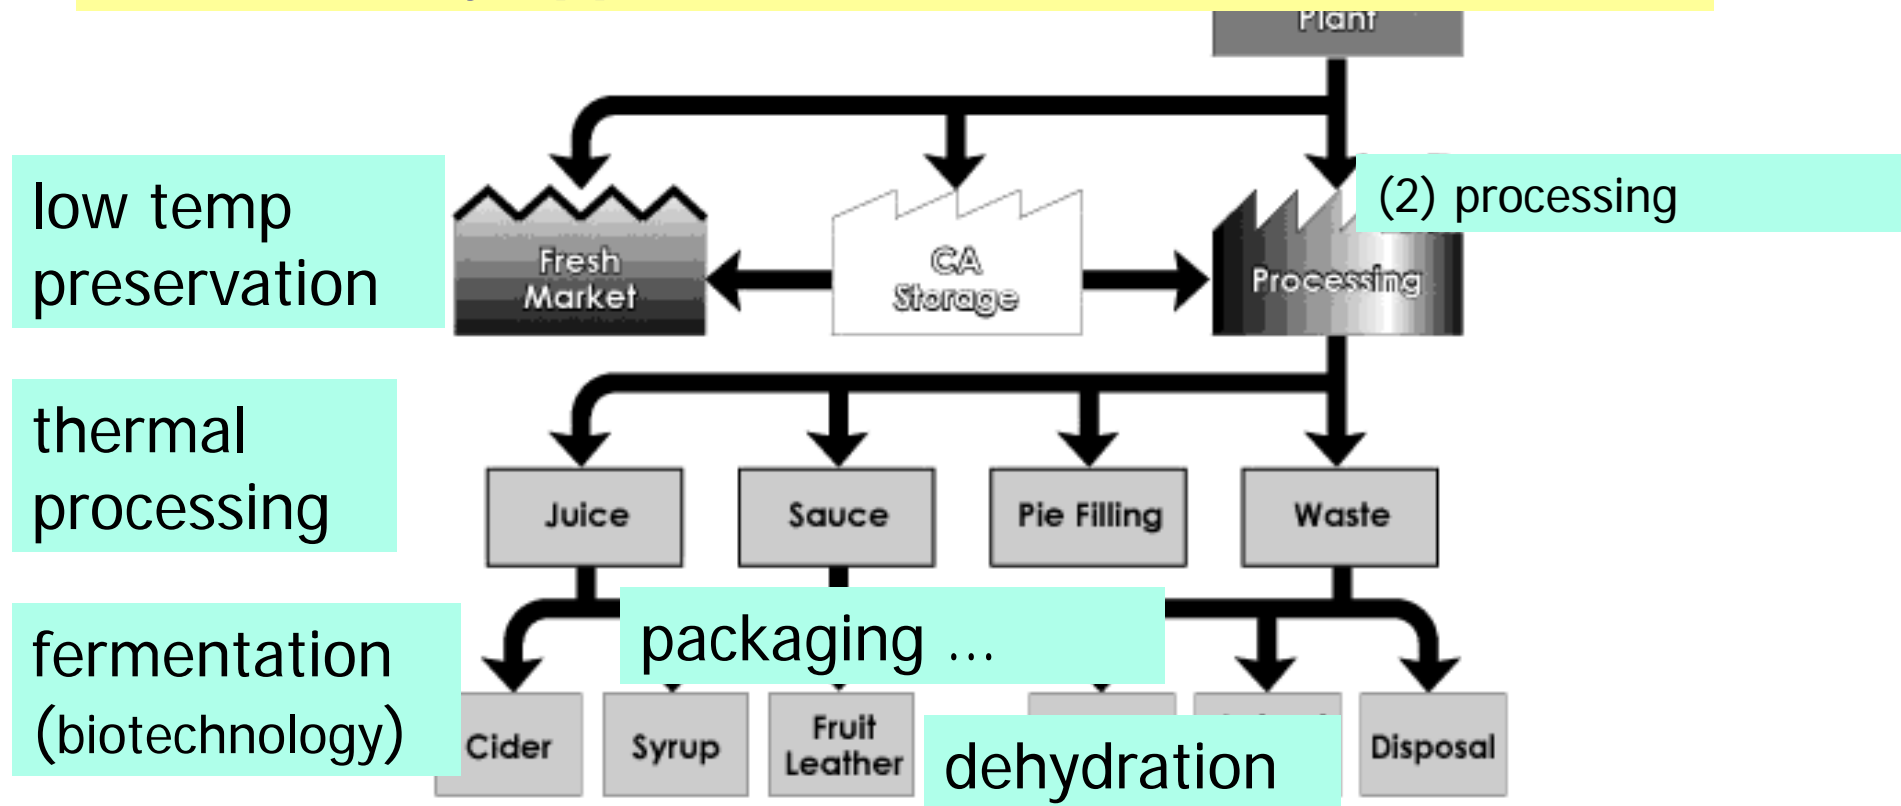 Plant
low temp
preservation
(2) processing
Fresh
Market
CA
Storage
Processing
thermal
processing
Juice
Sauce
Pie Filling
Waste
fermentation
(biotechnology)
packaging ...
Cider
Syrup
Fruit
Leather
dehydration
Disposal